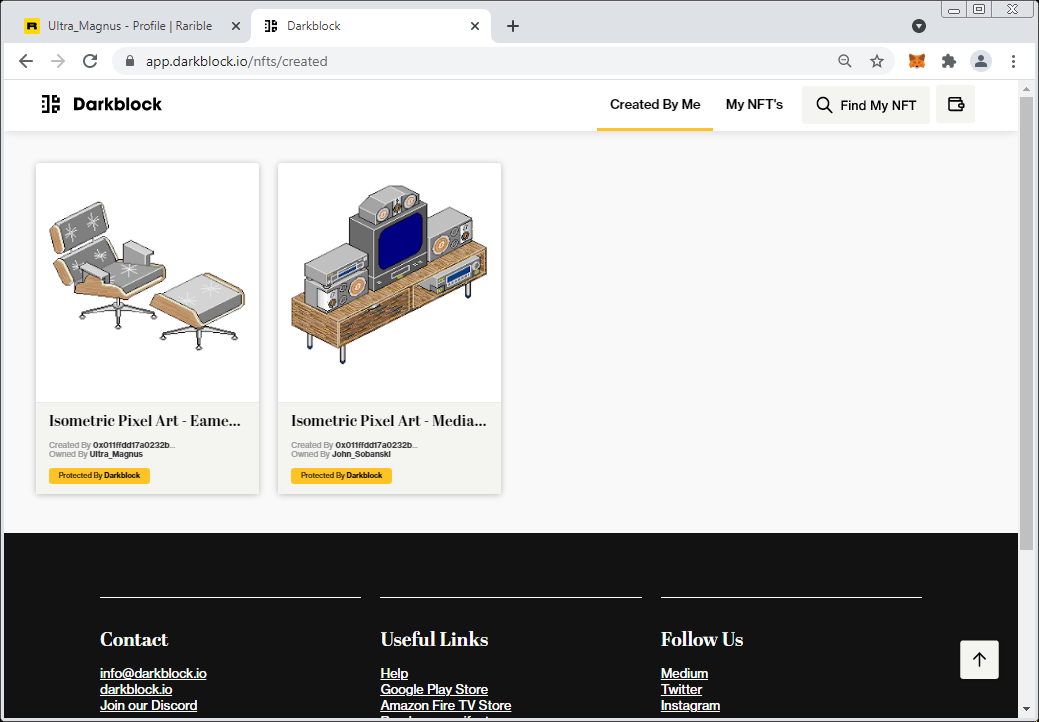 Ultra_Magnus - Profile | Rarible
Darkblock
app.darkblock.io/nfts/created
Darkblock
Created By Me
My NFT's
Find My NFT
Isometric Pixel Art - Eame...
Created By 0x011ffdd17a0232b...
Owned By Ultra_Magnus
Protected By Darkblock
Isometric Pixel Art - Media...
Created By 0x011ffdd17a0232b...
Owned By John_Sobanski
Protected By Darkblock
Contact
info@darkblock.io
darkblock.io
Join our Discord
Useful Links
Help
Google Play Store
Amazon Fire TV Store
Follow Us
Medium
Twitter
Instagram